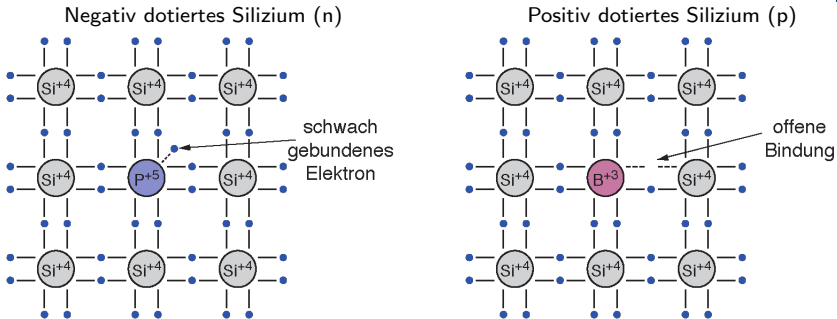 Negativ dotiertes Silizium (n)
Si+4 Si+4 Si+4
schwach
gebundenes
Elektron
Si+4 P+5 Si+4
Si+4 Si+4 Si+4
Positiv dotiertes Silizium (p)
Si+4 Si+4 Si+4
offene
Bindung
Si+4 B+3 Si+4
Si+4 Si+4 Si+4